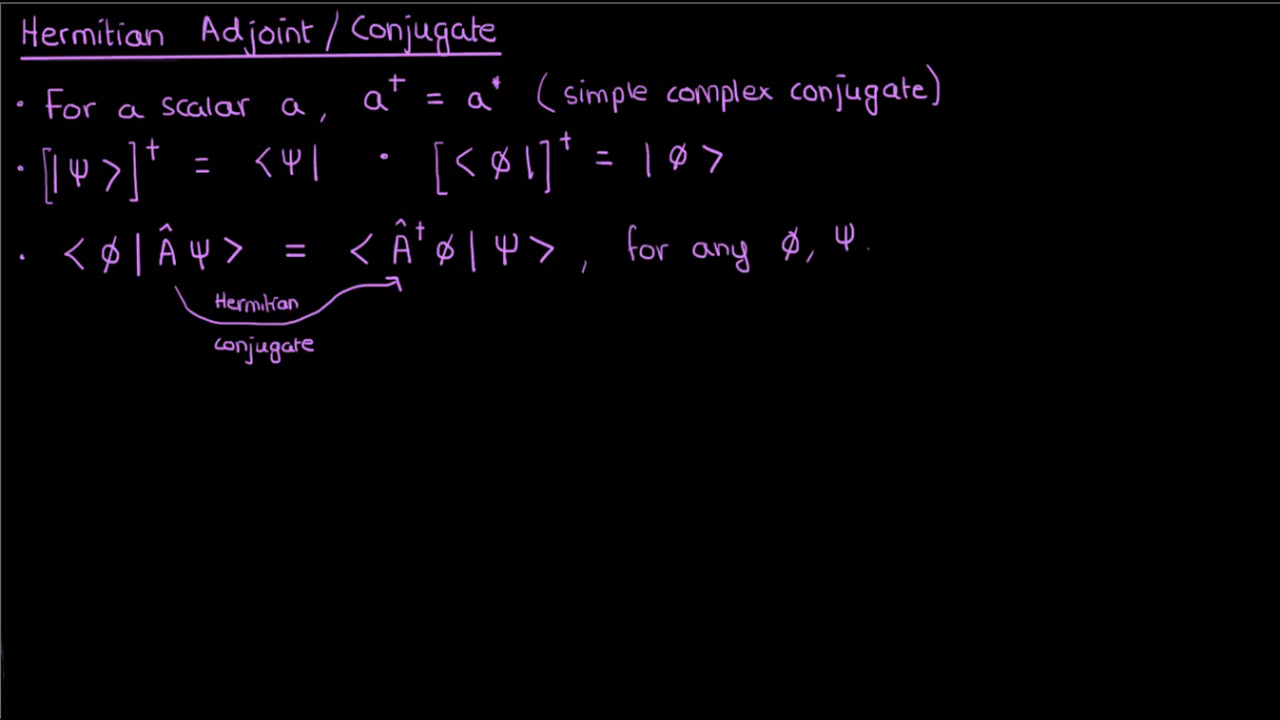 Hermitian Adjoint / Conjugate
• For a scalar a, a† = a* (simple complex conjugate)
• [|Ψ>]† = <Ψ| • [<ø|]† = |ø>
• <ø|ÂΨ> = <Â†ø|Ψ>, for any ø, Ψ.
Hermitian
conjugate